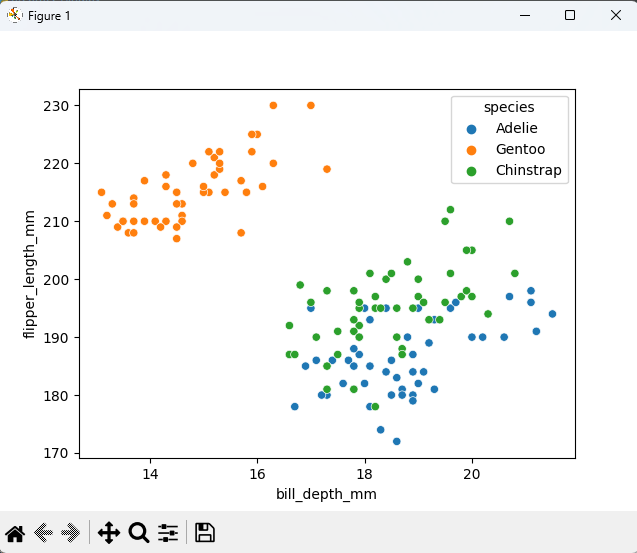 Figure 1
species
Adelie
Gentoo
Chinstrap
230
220
210
200
190
180
170
flipper_length_mm
14 16 18 20
bill_depth_mm